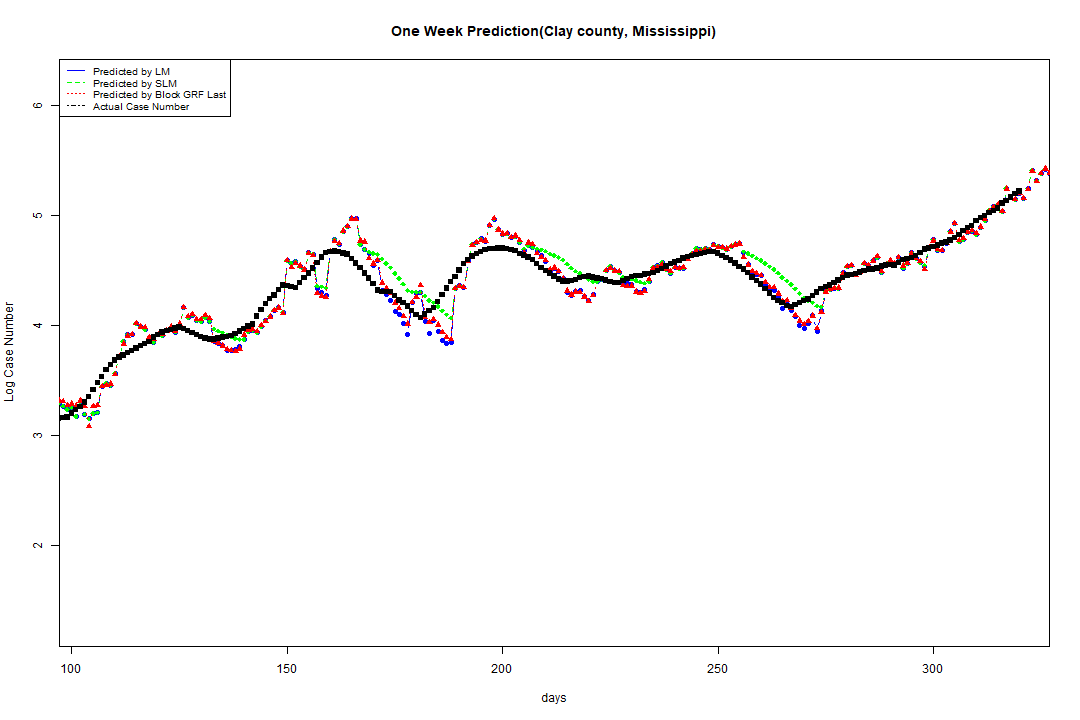 One Week Prediction(Clay county, Mississippi)
Predicted by LM
Predicted by SLM
Predicted by Block GRF Last
Actual Case Number
6
5
4
3
2
Log Case Number
100 150 200 250 300
days